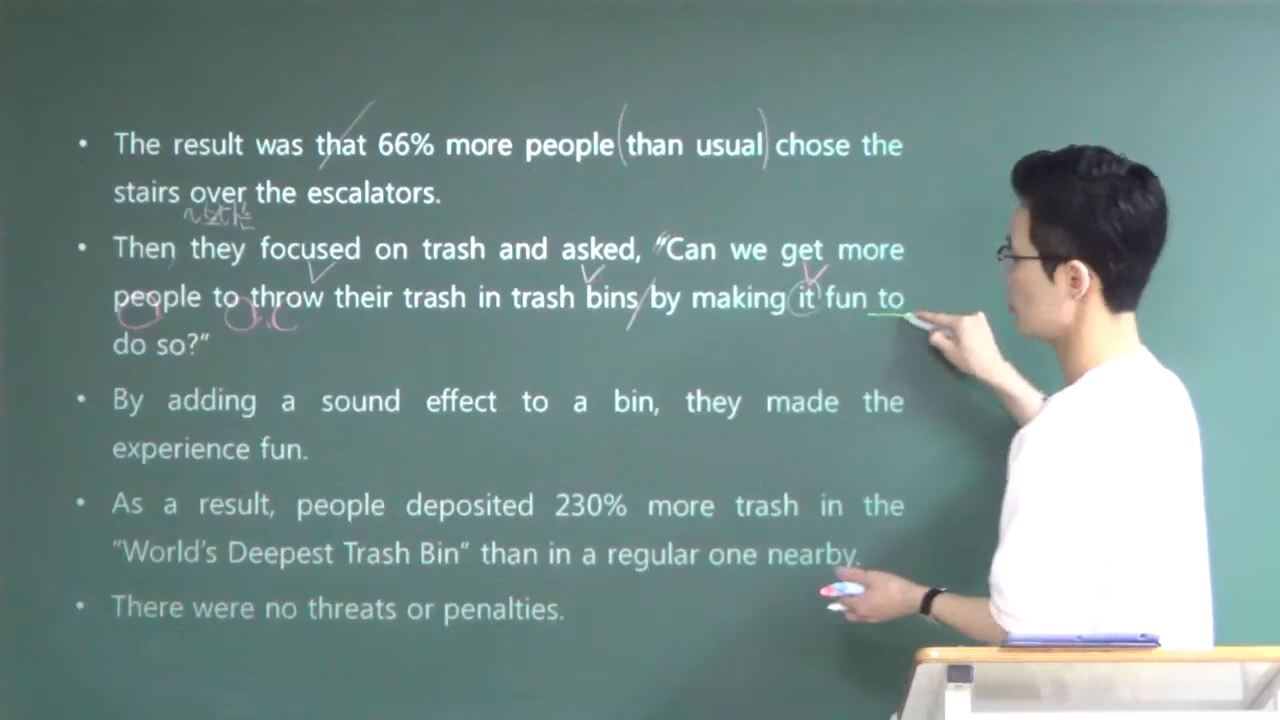 • The result was that 66% more people (than usual) chose the
stairs over the escalators.
• Then they focused on trash and asked, "Can we get more
people to throw their trash in trash bins / by making it fun to
O O.C
do so?"
• By adding a sound effect to a bin, they made the
experience fun.
• As a result, people deposited 230% more trash in the
"World's Deepest Trash Bin" than in a regular one nearby.
• There were no threats or penalties.